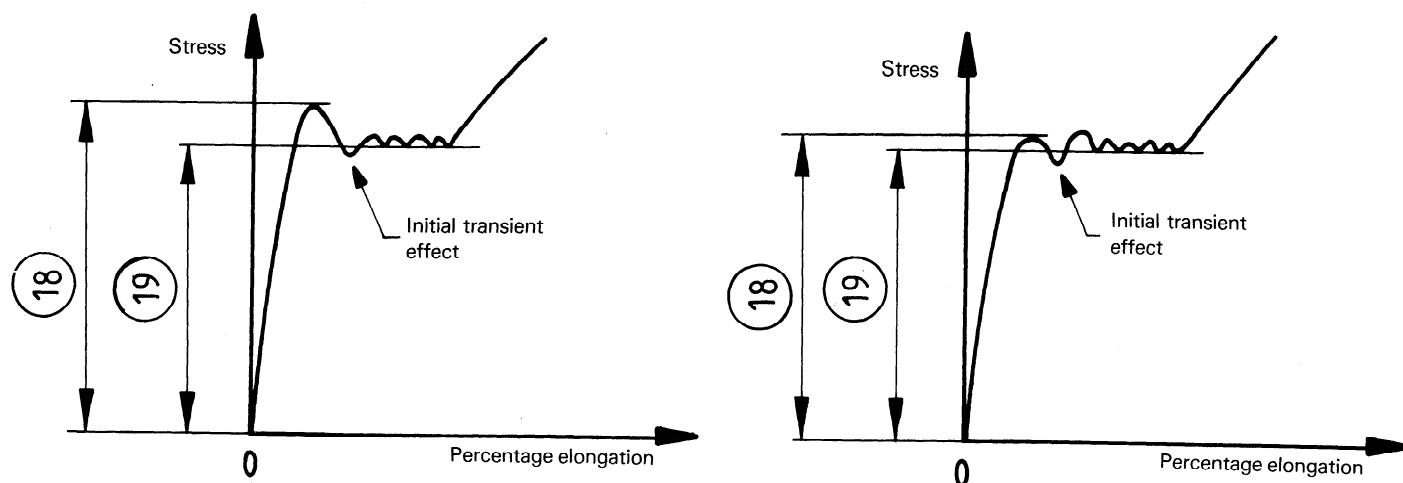 Stress
18
19
Initial transient
effect
0
Percentage elongation
Stress
18
19
Initial transient
effect
0
Percentage elongation